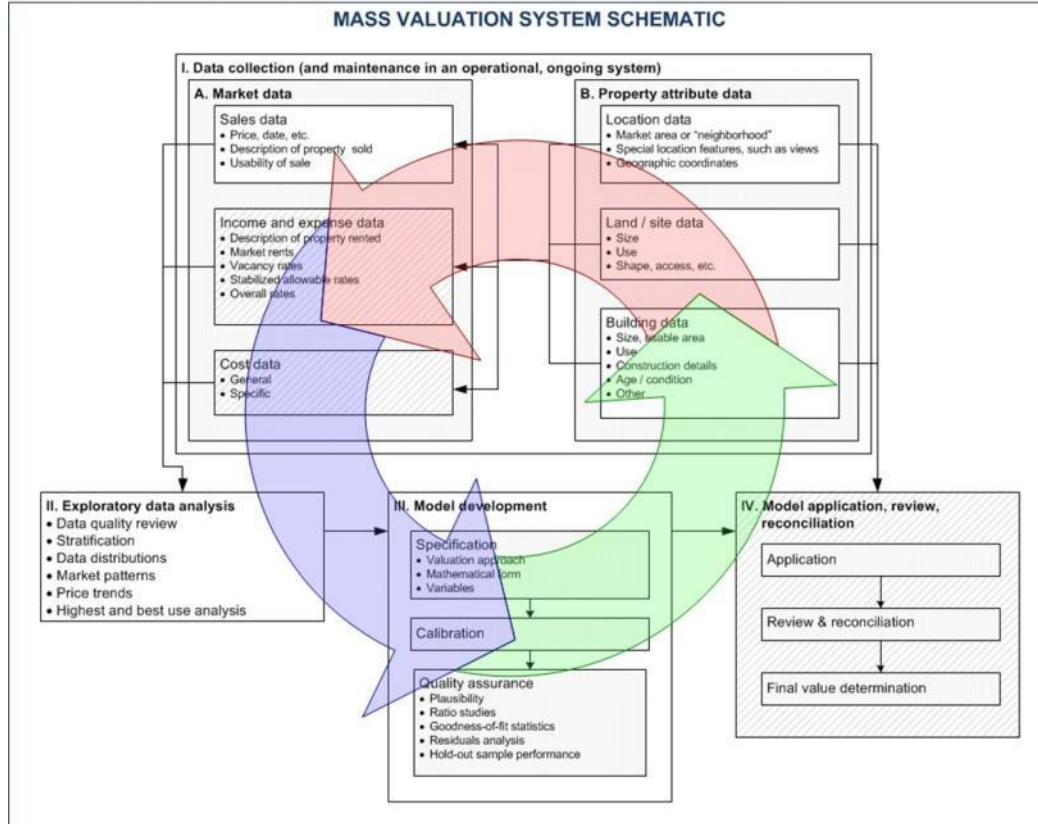 MASS VALUATION SYSTEM SCHEMATIC
I. Data collection (and maintenance in an operational, ongoing system)
A. Market data
Sales data
• Price, date, etc.
• Description of property sold
• Usability of sale
Income and expense data
• Description of property rented
• Market rents
• Vacancy rates
• Stabilized allowable rates
• Overall rates
Cost data
• General
• Specific
B. Property attribute data
Location data
• Market area or “neighborhood”
• Special location features, such as views
• Geographic coordinates
Land / site data
• Size
• Use
• Shape, access, etc.
Building data
• Size, usable area
• Use
• Construction details
• Age / condition
• Other
II. Exploratory data analysis
• Data quality review
• Stratification
• Data distributions
• Market patterns
• Price trends
• Highest and best use analysis
III. Model development
Specification
• Valuation approach
• Mathematical form
• Variables
Calibration
Quality assurance
• Plausibility
• Ratio studies
• Goodness-of-fit statistics
• Residuals analysis
• Hold-out sample performance
IV. Model application, review,
reconciliation
Application
Review & reconciliation
Final value determination